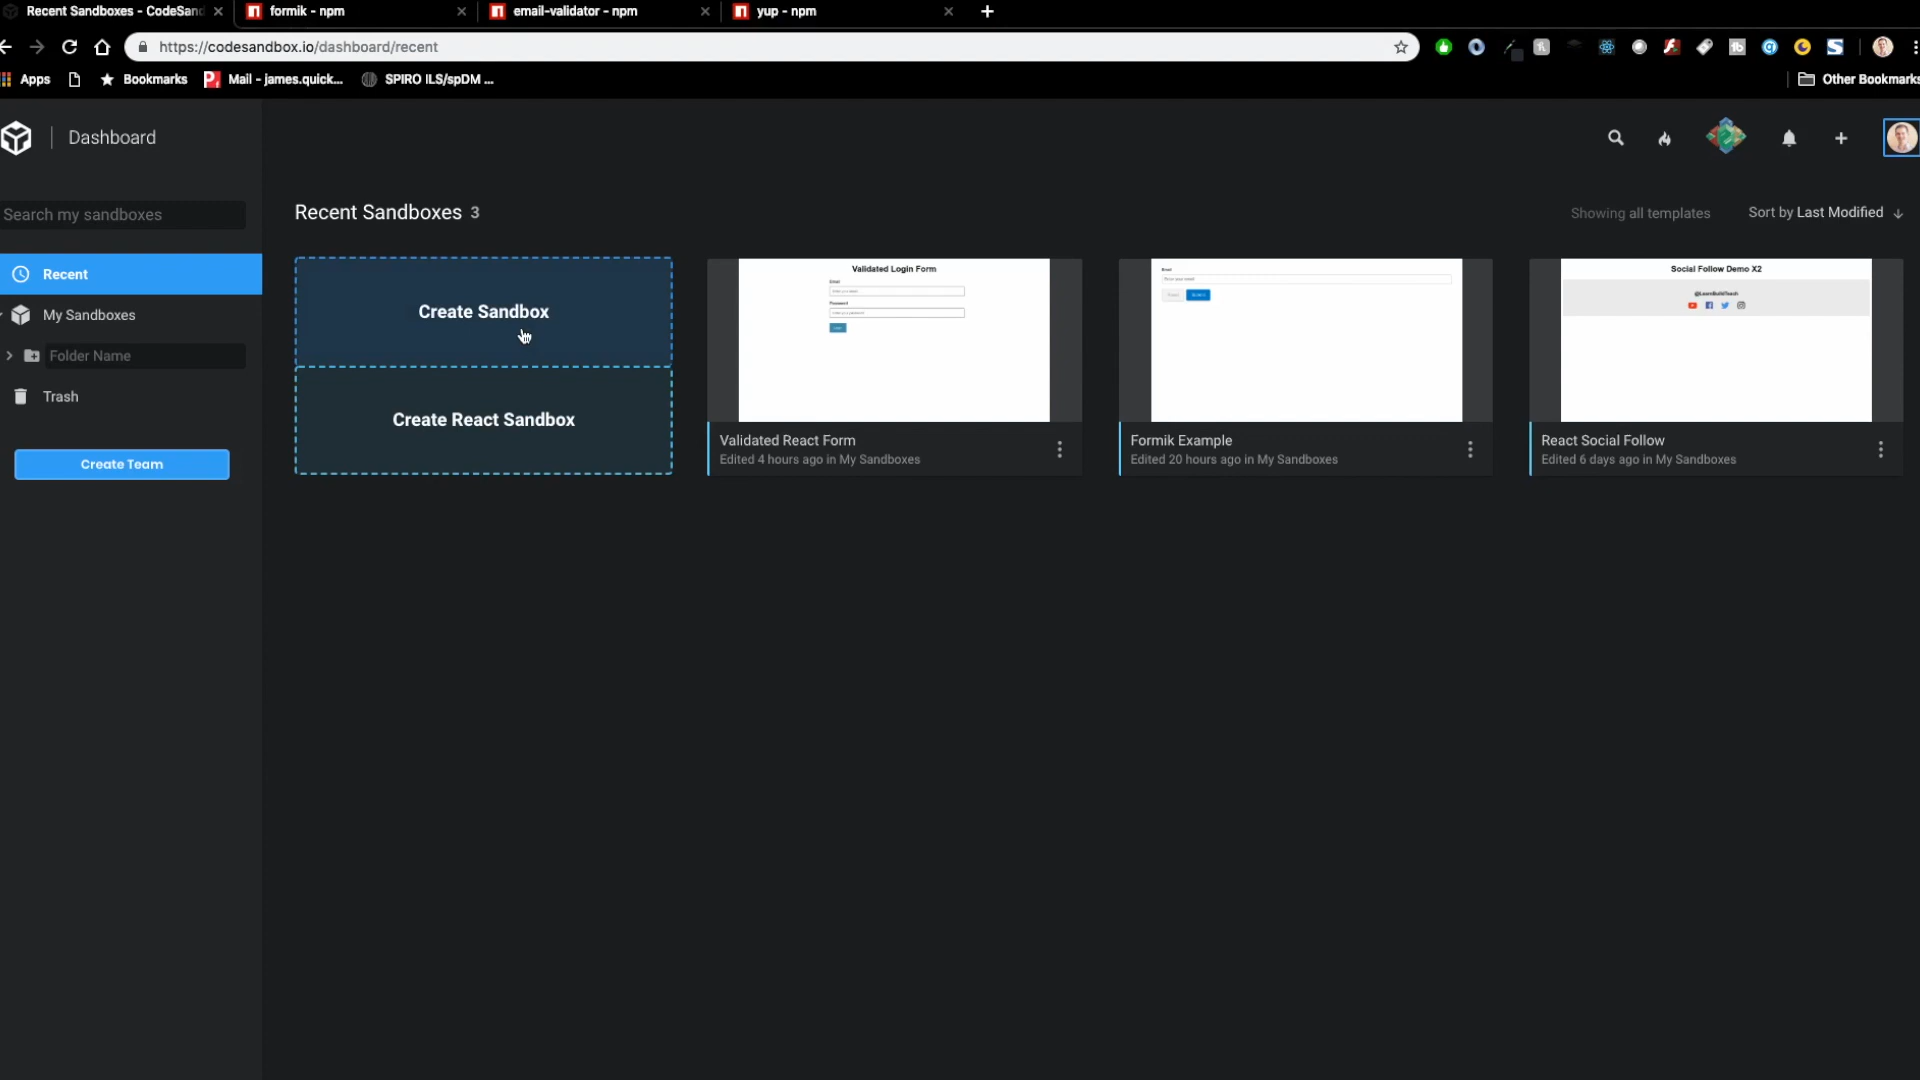 Recent Sandboxes - CodeSand
formik - npm
email-validator - npm
yup - npm
https://codesandbox.io/dashboard/recent
Apps
Bookmarks
Mail - james.quick...
SPIRO ILS/spDM ...
Other Bookmarks
Dashboard
Search my sandboxes
Recent Sandboxes 3
Showing all templates
Sort by Last Modified
Recent
My Sandboxes
Folder Name
Trash
Create Team
Create Sandbox
Create React Sandbox
Validated Login Form
Email
Password
Validated React Form
Edited 4 hours ago in My Sandboxes
Email
Formik Example
Edited 20 hours ago in My Sandboxes
Social Follow Demo X2
@LearnBuildTeach
React Social Follow
Edited 6 days ago in My Sandboxes